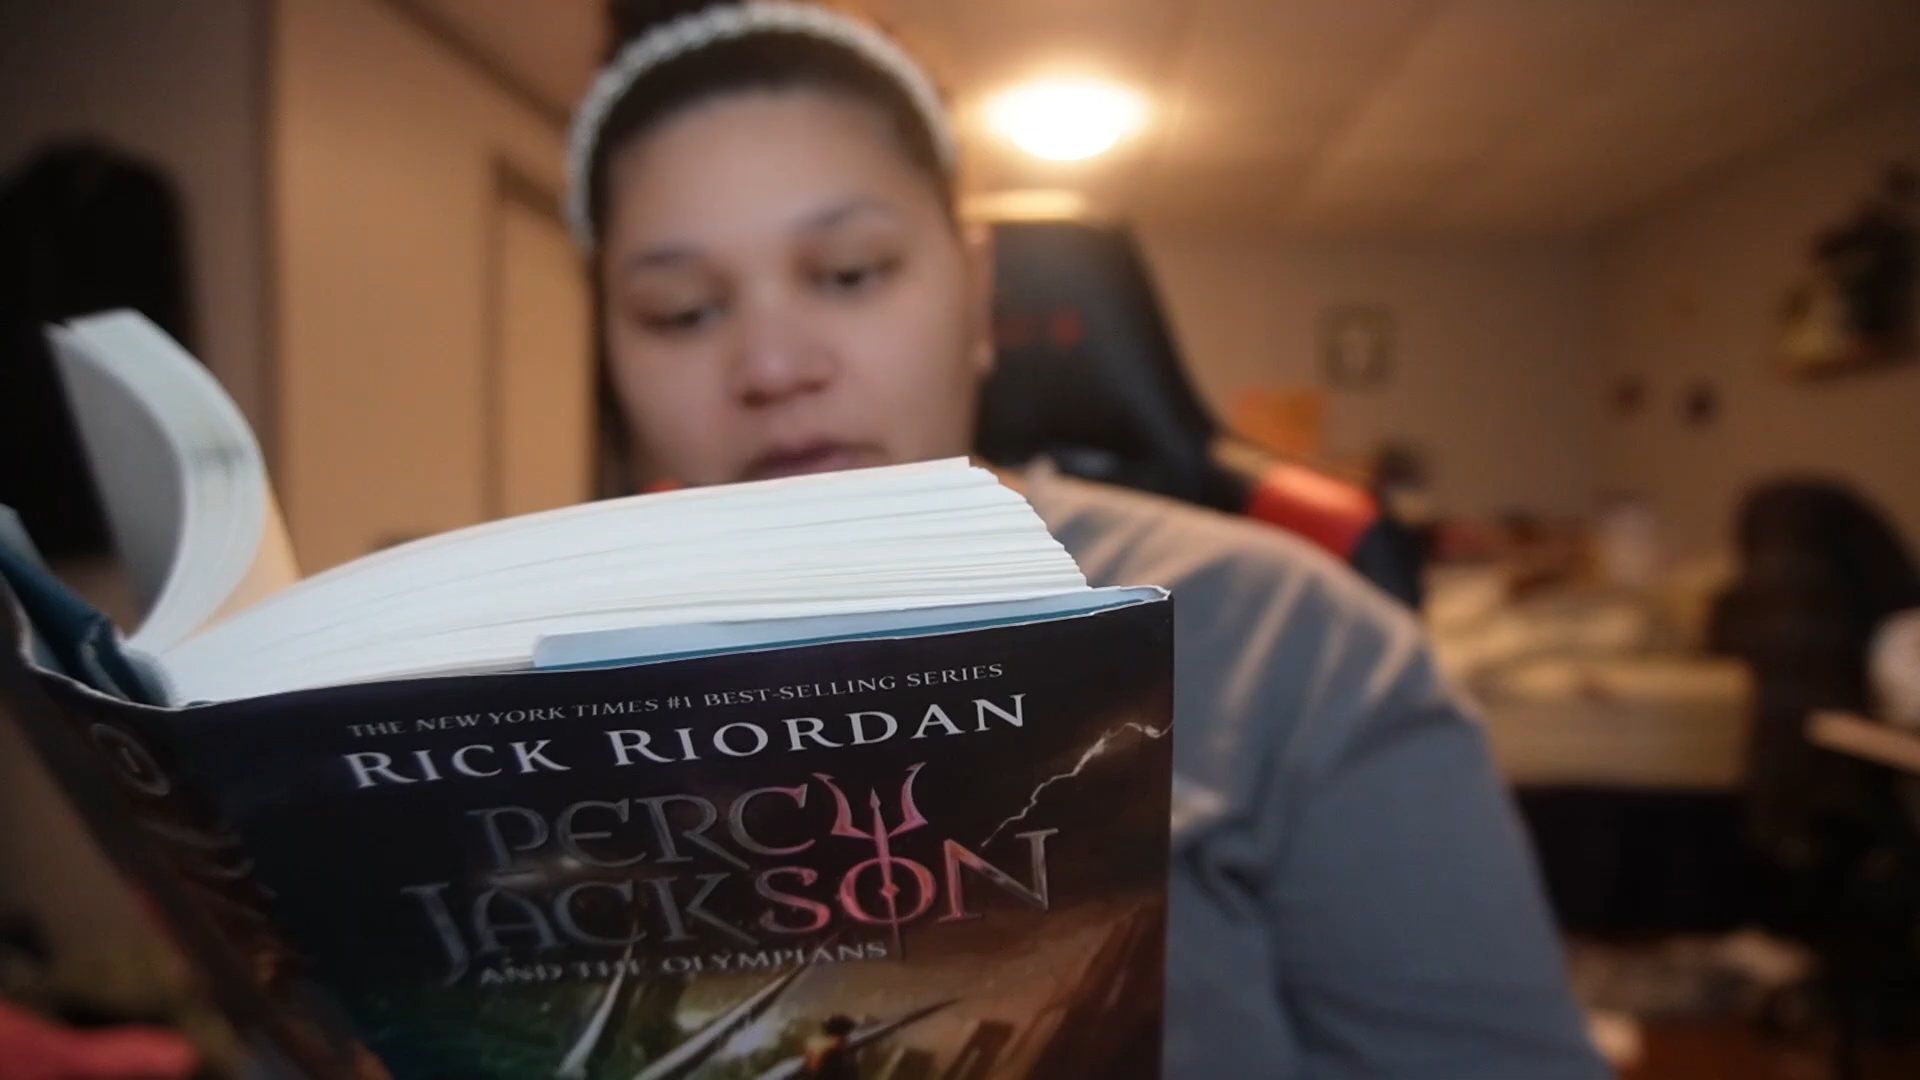 THE NEW YORK TIMES #1 BEST-SELLING SERIES
RICK RIORDAN
PERCY
JACKSON
AND THE OLYMPIANS